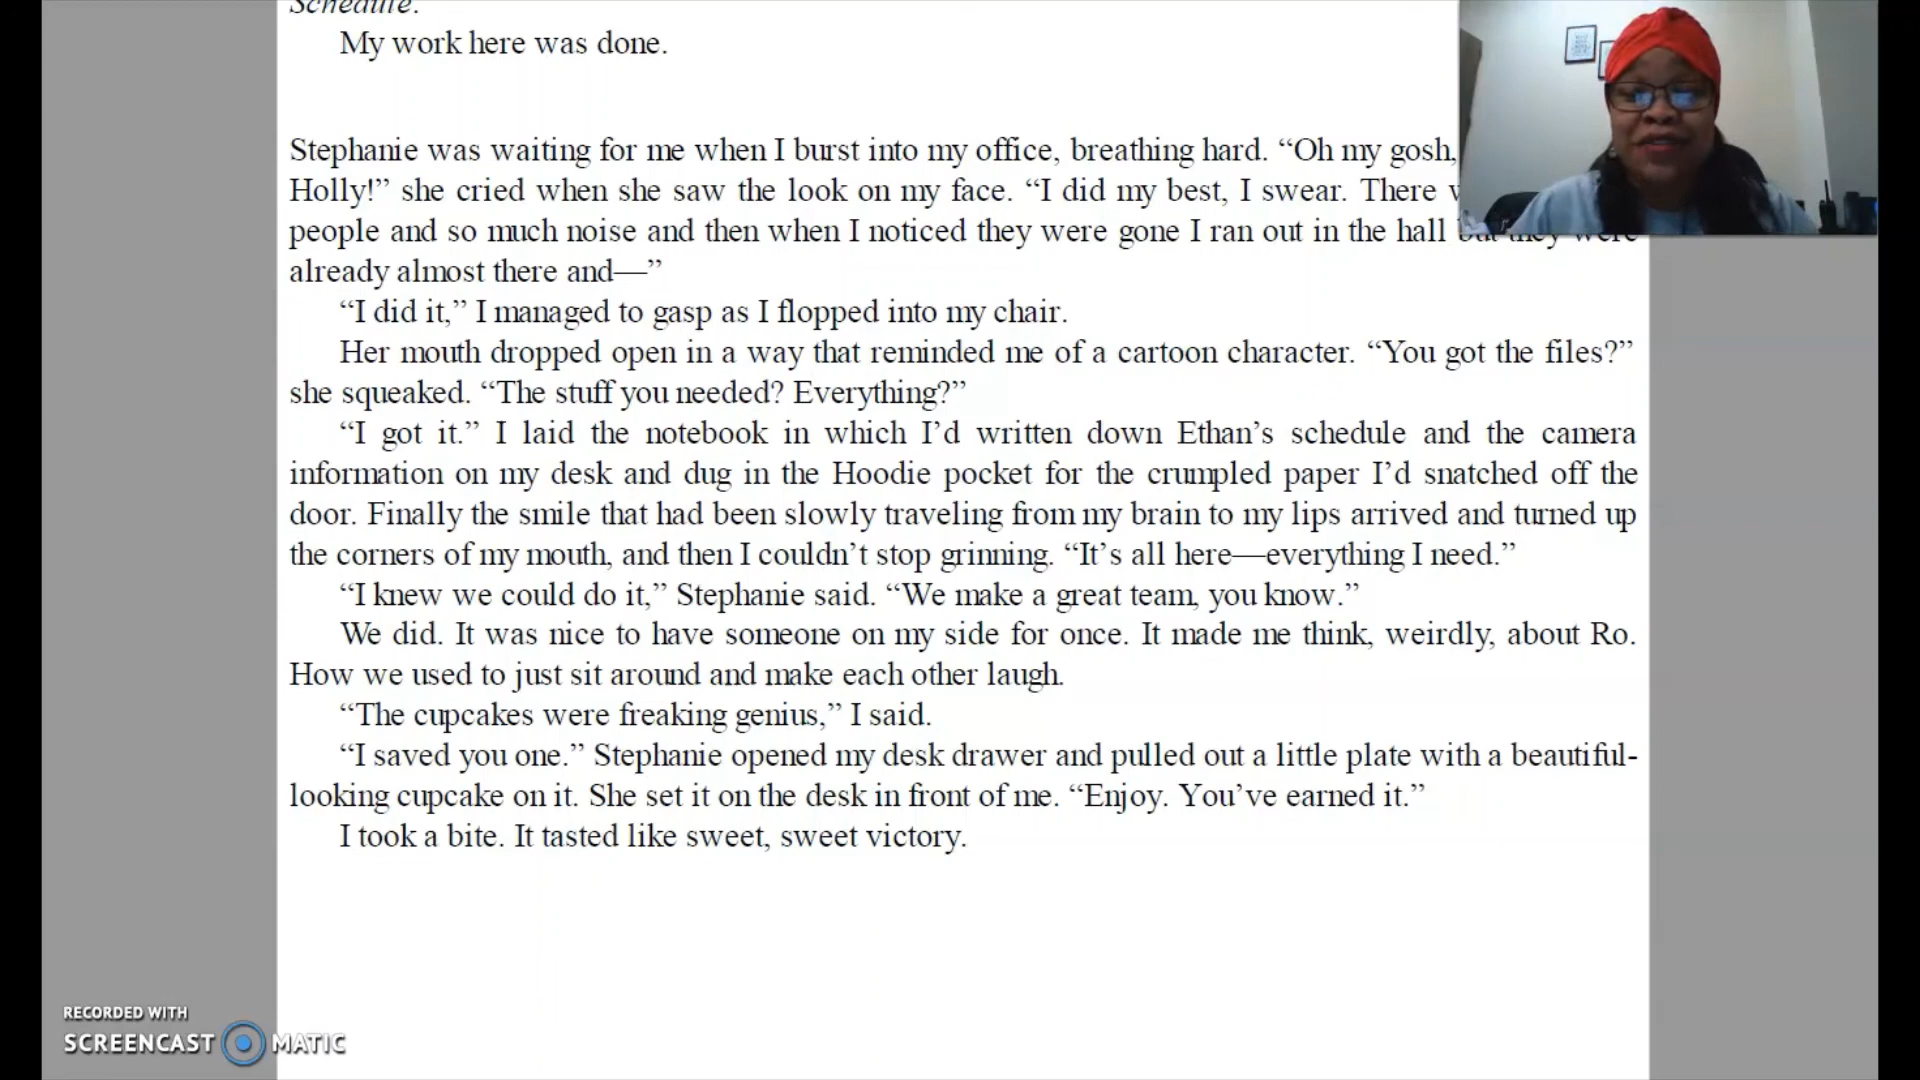 Schedule.
My work here was done.
Stephanie was waiting for me when I burst into my office, breathing hard. “Oh my gosh,
Holly!” she cried when she saw the look on my face. “I did my best, I swear. There
people and so much noise and then when I noticed they were gone I ran out in the hall but they were
already almost there and—”
“I did it,” I managed to gasp as I flopped into my chair.
Her mouth dropped open in a way that reminded me of a cartoon character. “You got the files?”
she squeaked. “The stuff you needed? Everything?”
“I got it.” I laid the notebook in which I’d written down Ethan’s schedule and the camera
information on my desk and dug in the Hoodie pocket for the crumpled paper I’d snatched off the
door. Finally the smile that had been slowly traveling from my brain to my lips arrived and turned up
the corners of my mouth, and then I couldn’t stop grinning. “It’s all here—everything I need.”
“I knew we could do it,” Stephanie said. “We make a great team, you know.”
We did. It was nice to have someone on my side for once. It made me think, weirdly, about Ro.
How we used to just sit around and make each other laugh.
“The cupcakes were freaking genius,” I said.
“I saved you one.” Stephanie opened my desk drawer and pulled out a little plate with a beautiful-
looking cupcake on it. She set it on the desk in front of me. “Enjoy. You’ve earned it.”
I took a bite. It tasted like sweet, sweet victory.
RECORDED WITH
SCREENCAST MATIC